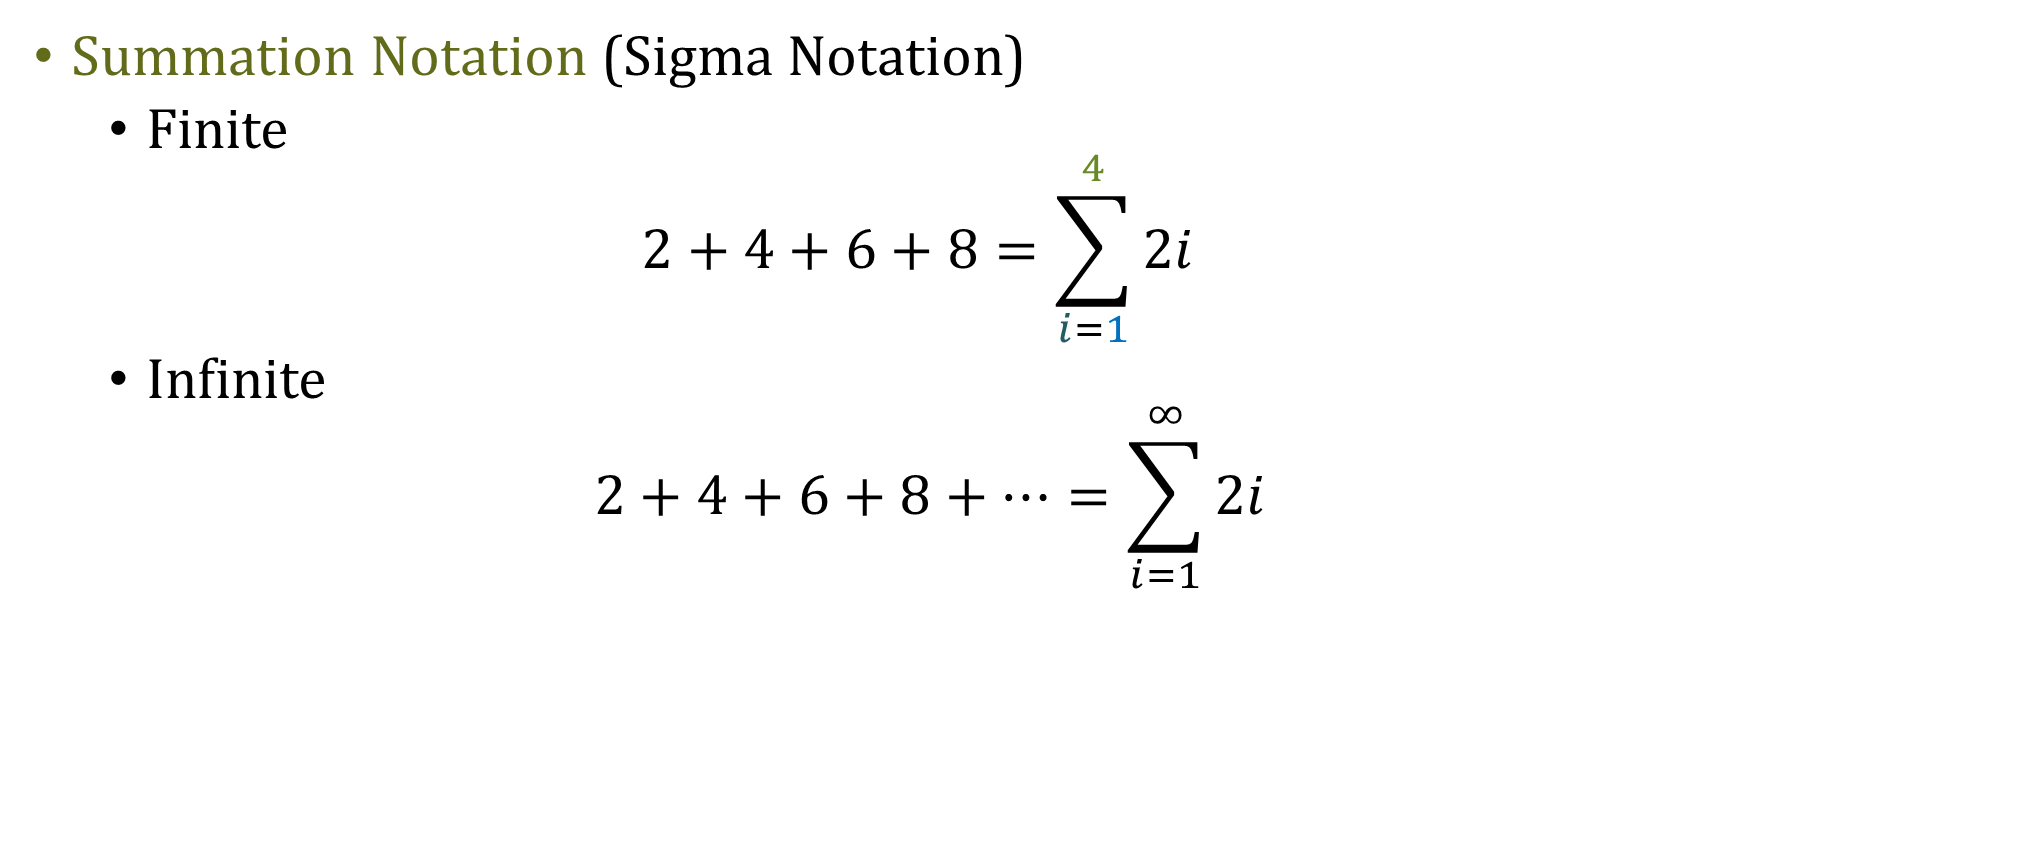 • Summation Notation (Sigma Notation)
• Finite
2 + 4 + 6 + 8 = ∑_{i=1}^{4} 2i
• Infinite
2 + 4 + 6 + 8 + ⋯ = ∑_{i=1}^{∞} 2i